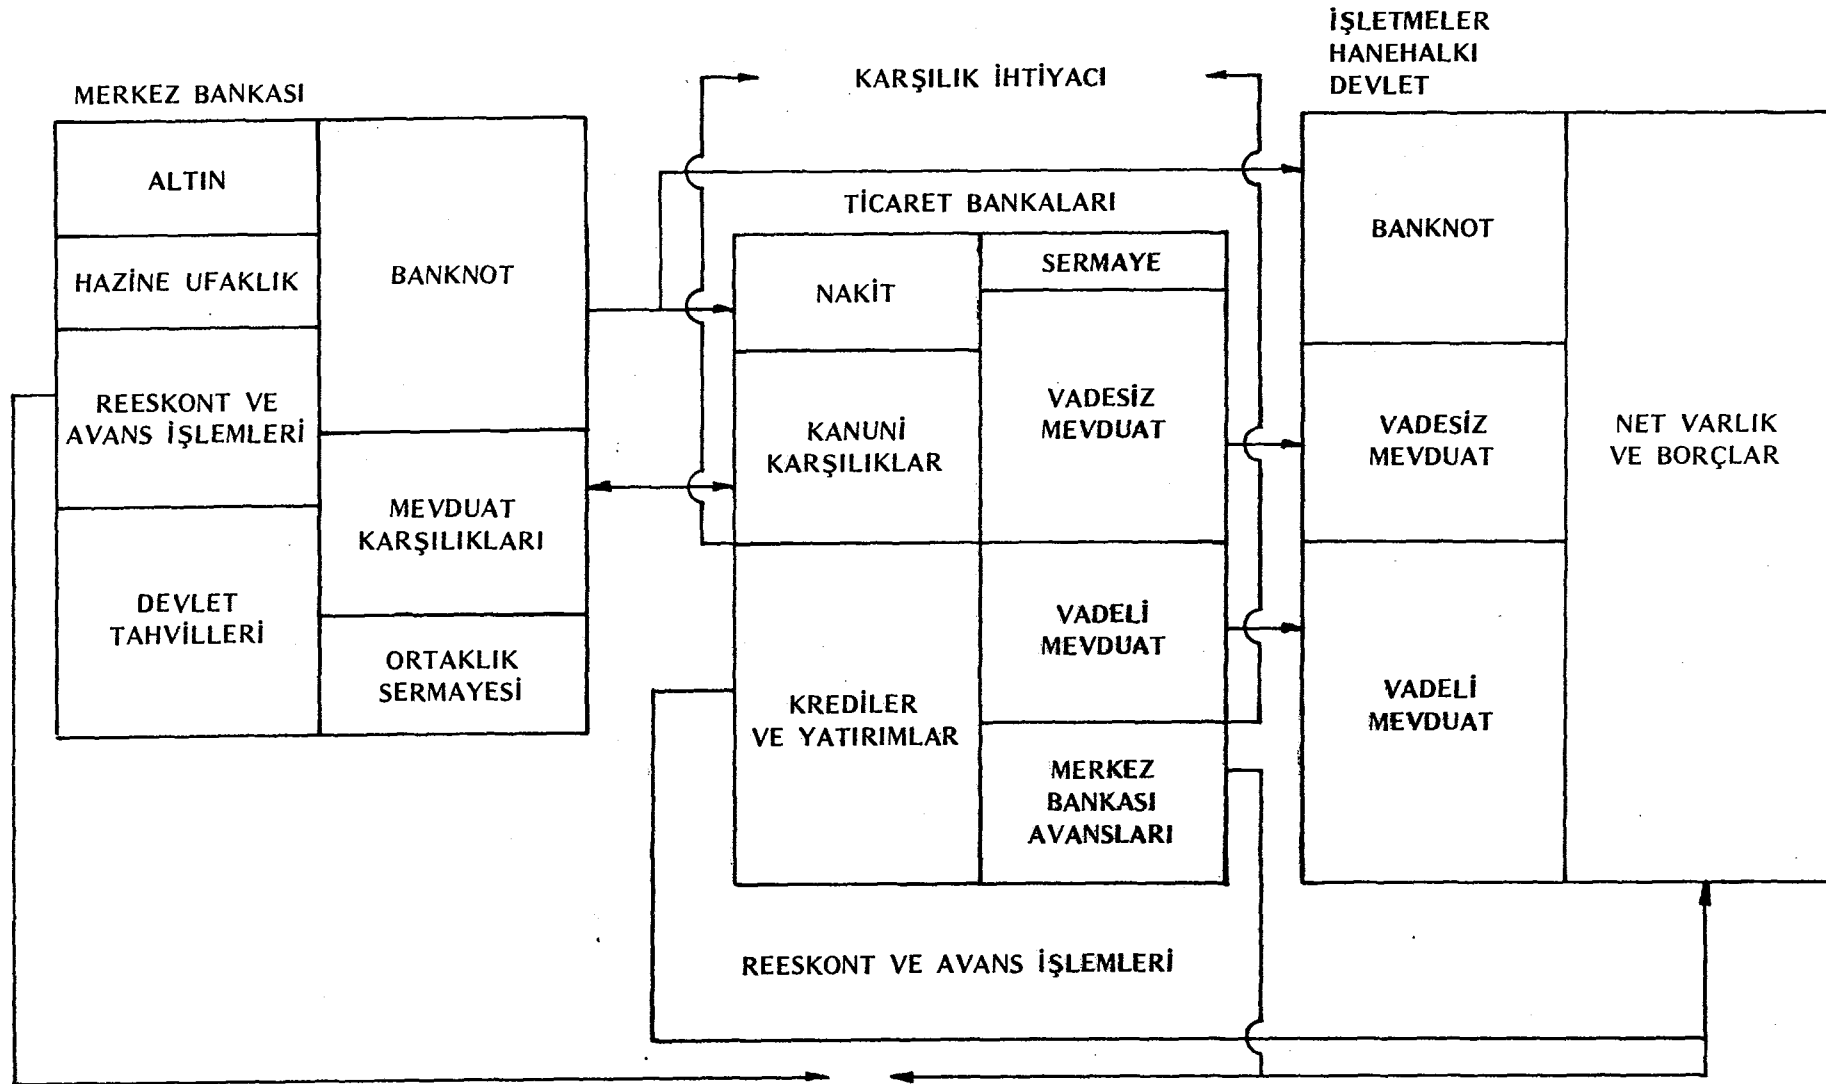 MERKEZ BANKASI
ALTIN
HAZİNE UFAKLIK
REESKONT VE
AVANS İŞLEMLERİ
DEVLET
TAHVİLLERİ
BANKNOT
MEVDUAT
KARŞILIKLARI
ORTAKLIK
SERMAYESİ
KARŞILIK İHTİYACI
TİCARET BANKALARI
NAKİT
KANUNİ
KARŞILIKLAR
KREDİLER
VE YATIRIMLAR
SERMAYE
VADESİZ
MEVDUAT
VADELİ
MEVDUAT
MERKEZ
BANKASI
AVANSLARI
REESKONT VE AVANS İŞLEMLERİ
İŞLETMELER
HANEHALKI
DEVLET
BANKNOT
VADESİZ
MEVDUAT
VADELİ
MEVDUAT
NET VARLIK
VE BORÇLAR